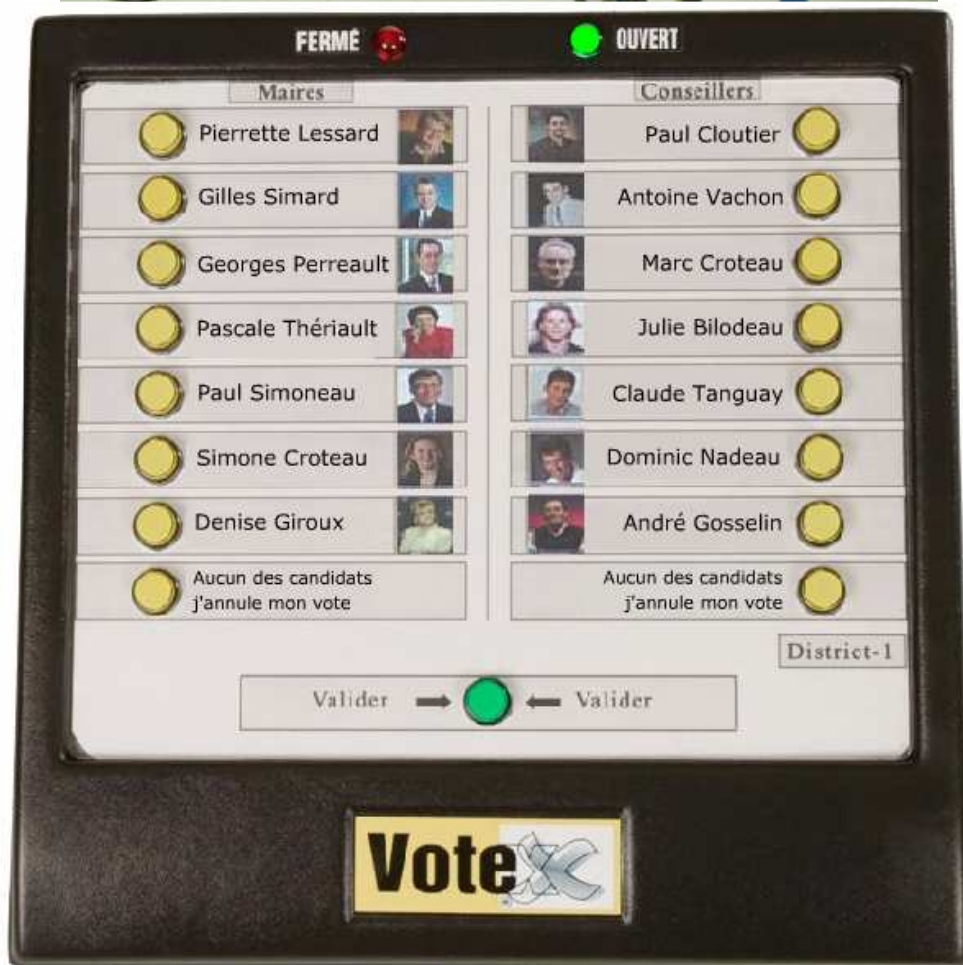 FERMÉ
OUVERT
Maires
Pierrette Lessard
Gilles Simard
Georges Perreault
Pascale Thériault
Paul Simoneau
Simone Croteau
Denise Giroux
Aucun des candidats
j'annule mon vote
Conseillers
Paul Cloutier
Antoine Vachon
Marc Croteau
Julie Bilodeau
Claude Tanguay
Dominic Nadeau
André Gosselin
Aucun des candidats
j'annule mon vote
District-1
Valider
Valider
Votex